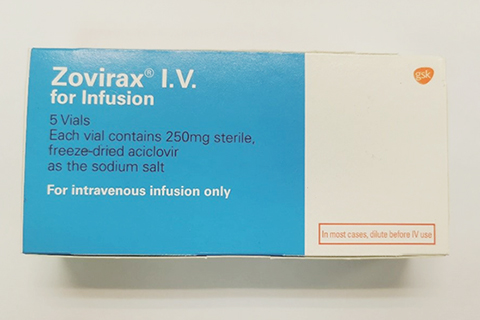 Zovirax® I.V.
for Infusion
5 Vials
Each vial contains 250mg sterile,
freeze-dried aciclovir
as the sodium salt
For intravenous infusion only
gsk
In most cases, dilute before IV use